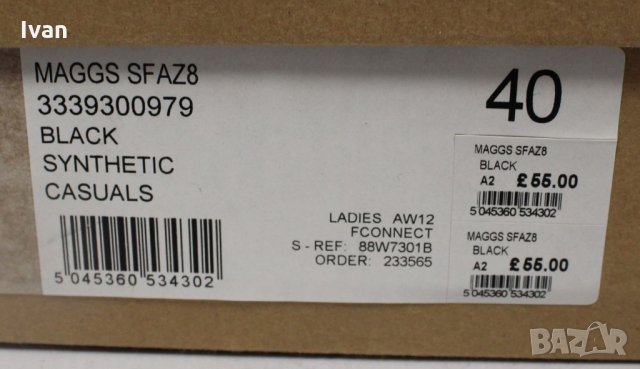 Ivan
MAGGS SFAZ8
3339300979
BLACK
SYNTHETIC
CASUALS
5 045360 534302
LADIES AW12
FCONNECT
S - REF: 88W7301B
ORDER: 233565
40
MAGGS SFAZ8
BLACK
A2 £55.00
5 045360 534302
MAGGS SFAZ8
BLACK
A2 £55.00
5 045360 534302
BAZAR